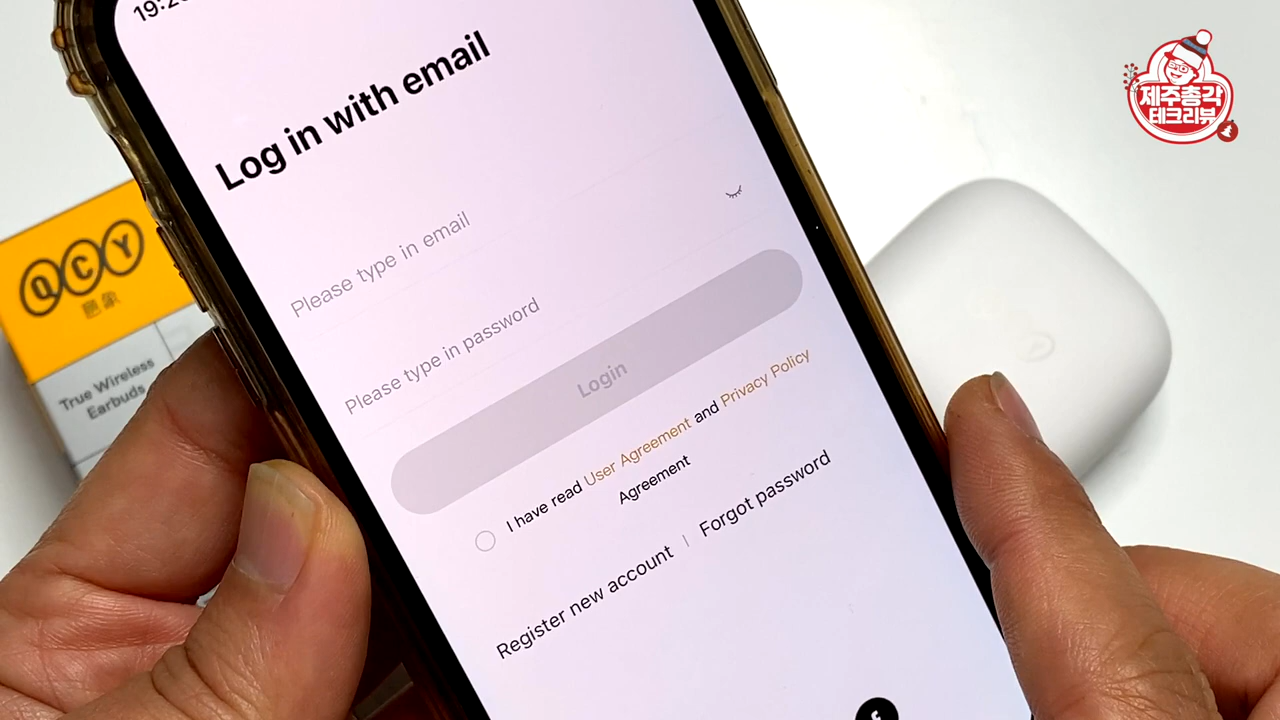 Log in with email
Please type in email
Please type in password
Login
I have read User Agreement and Privacy Policy
Agreement
Register new account | Forgot password
QCY
True Wireless
Earbuds
제주총각
테크리뷰